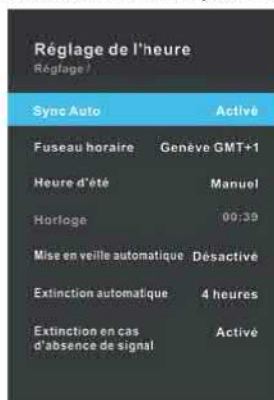 Réglage de l'heure
Réglage /
Sync Auto Activé
Fuseau horaire Genève GMT+1
Heure d'été Manuel
Horloge 00:39
Mise en veille automatique Désactivé
Extinction automatique 4 heures
Extinction en cas
d'absence de signal Activé